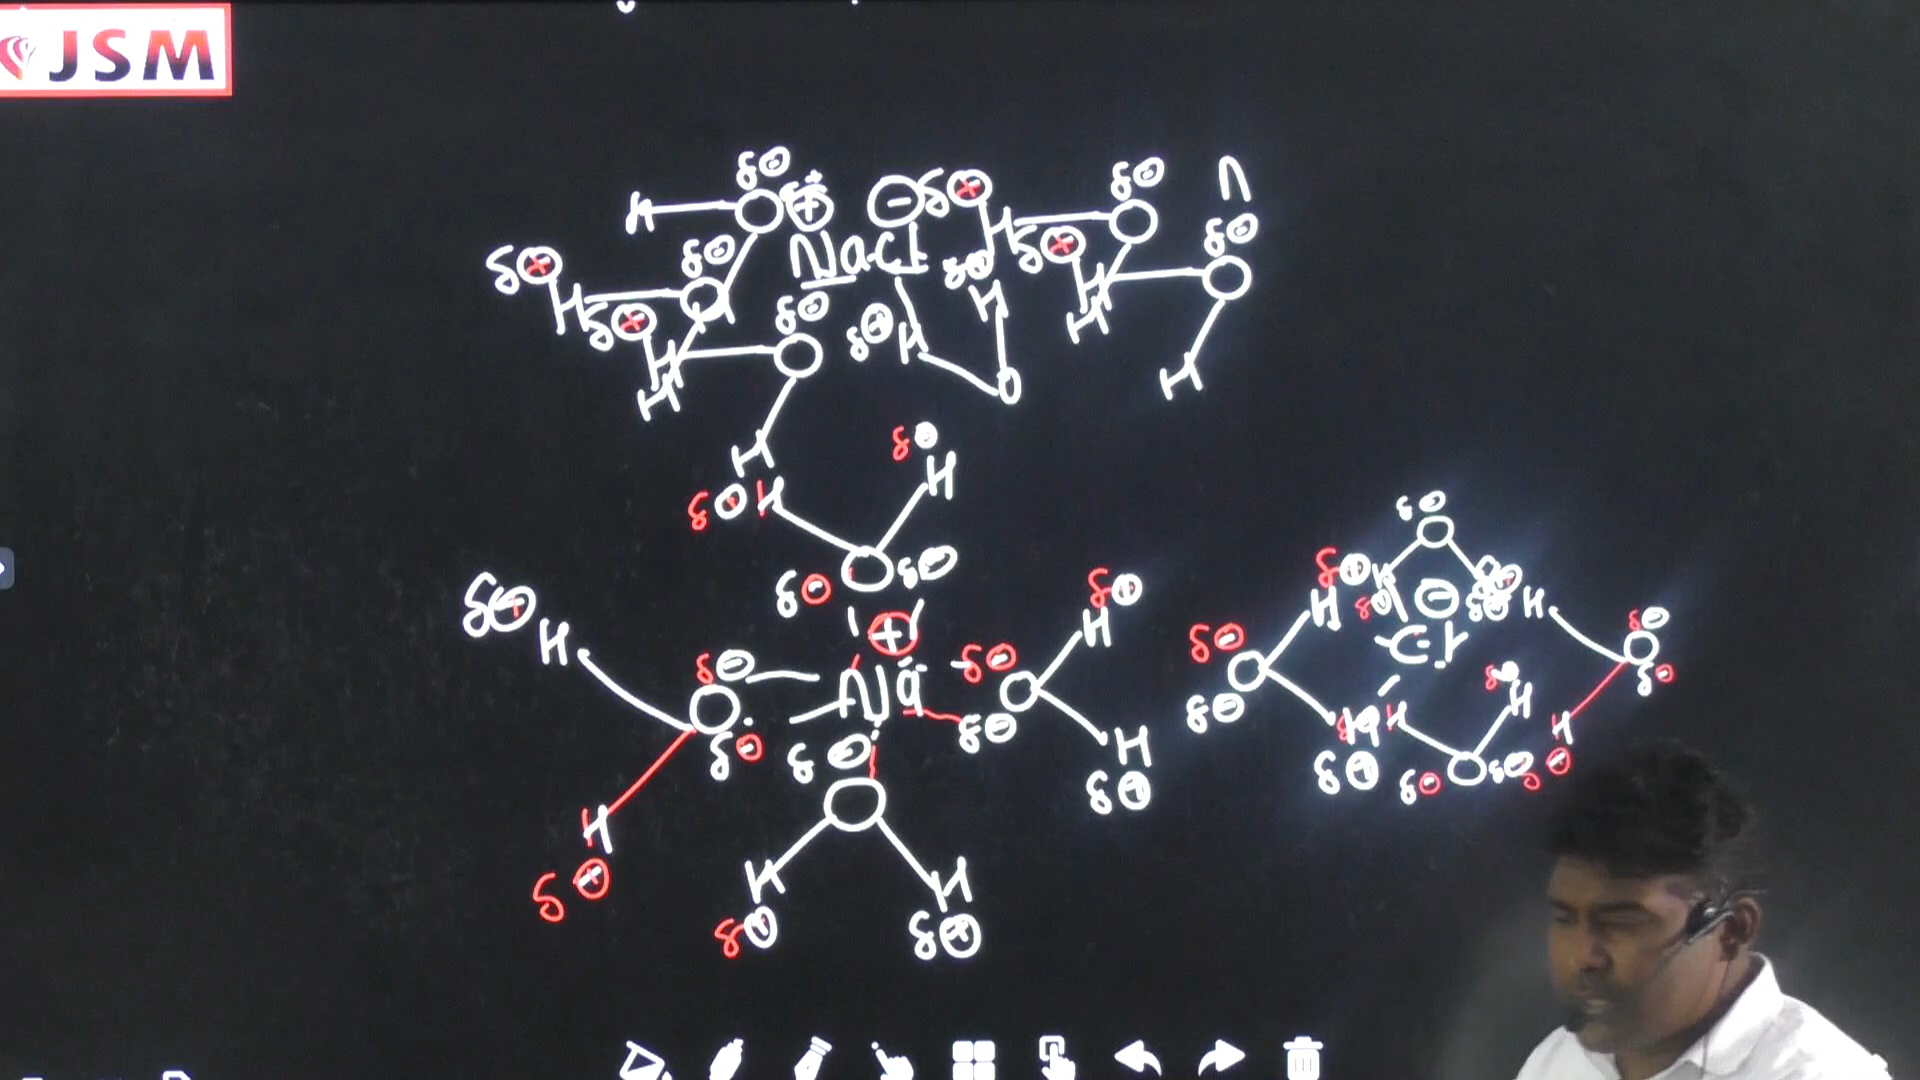 JSM
δ⊖ δ⊖ n
H O δ+ ⊕ ⊖ δ⊕ H O δ⊖
δ⊕ δ⊖ NaCl δ⊕ δ⊕ O
H O δ⊖ δ⊕ H H H
δ⊕ H O H O H
H
H δ⊕ H
δ⊕ H δ⊖
O δ⊖ O
δ⊖ δ⊕ δ⊕ H ⊖ H
δ⊕ H ⊕ H δ⊖ Cl δ⊖
δ⊖ Na δ⊖ O O
O O δ⊖ δ⊖ δ⊕ H δ⊖
δ⊖ δ⊖ H H H
O δ⊕ δ⊕ δ⊖ O δ⊖ δ⊕
H H H
δ⊕ δ⊕ δ⊕